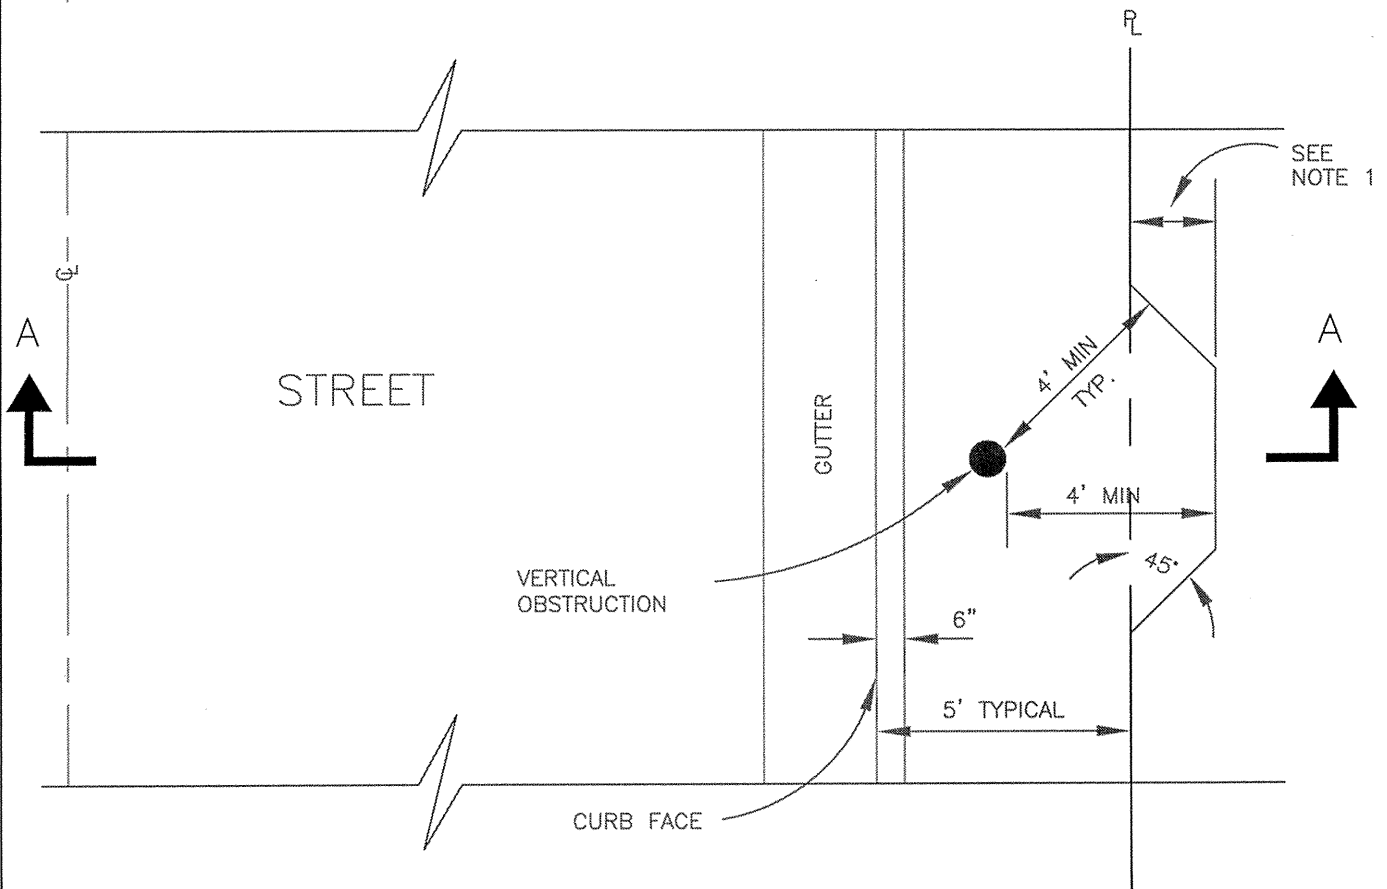 PL
SEE
NOTE 1
CL
A
A
STREET
4' MIN
TYP.
GUTTER
4' MIN
45°
VERTICAL
OBSTRUCTION
6"
5' TYPICAL
CURB FACE